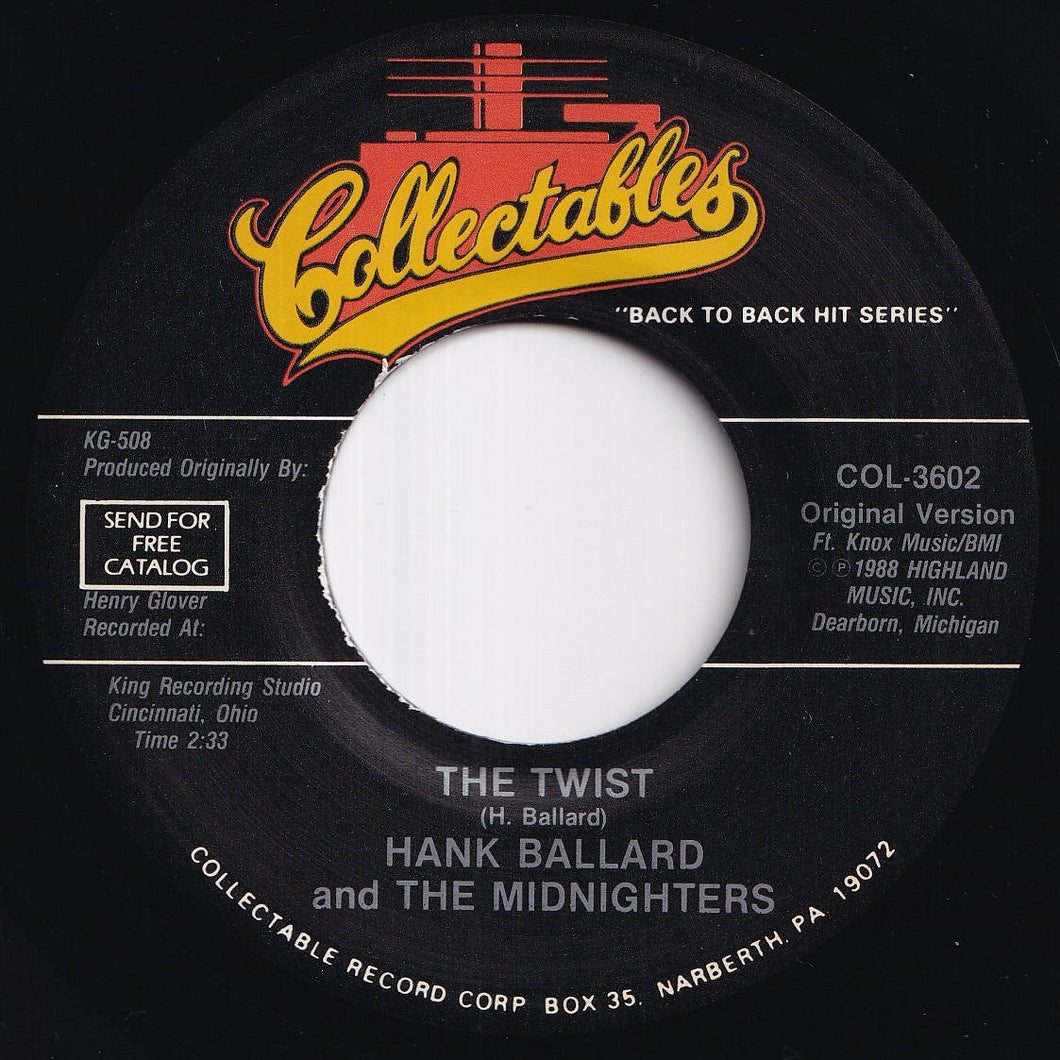 Collectables
"BACK TO BACK HIT SERIES"
KG-508
Produced Originally By:
SEND FOR
FREE
CATALOG
Henry Glover
Recorded At:
King Recording Studio
Cincinnati, Ohio
Time 2:33
COL-3602
Original Version
Ft. Knox Music/BMI
© ℗ 1988 HIGHLAND
MUSIC, INC.
Dearborn, Michigan
THE TWIST
(H. Ballard)
HANK BALLARD
and THE MIDNIGHTERS
COLLECTABLE RECORD CORP BOX 35, NARBERTH, PA 19072